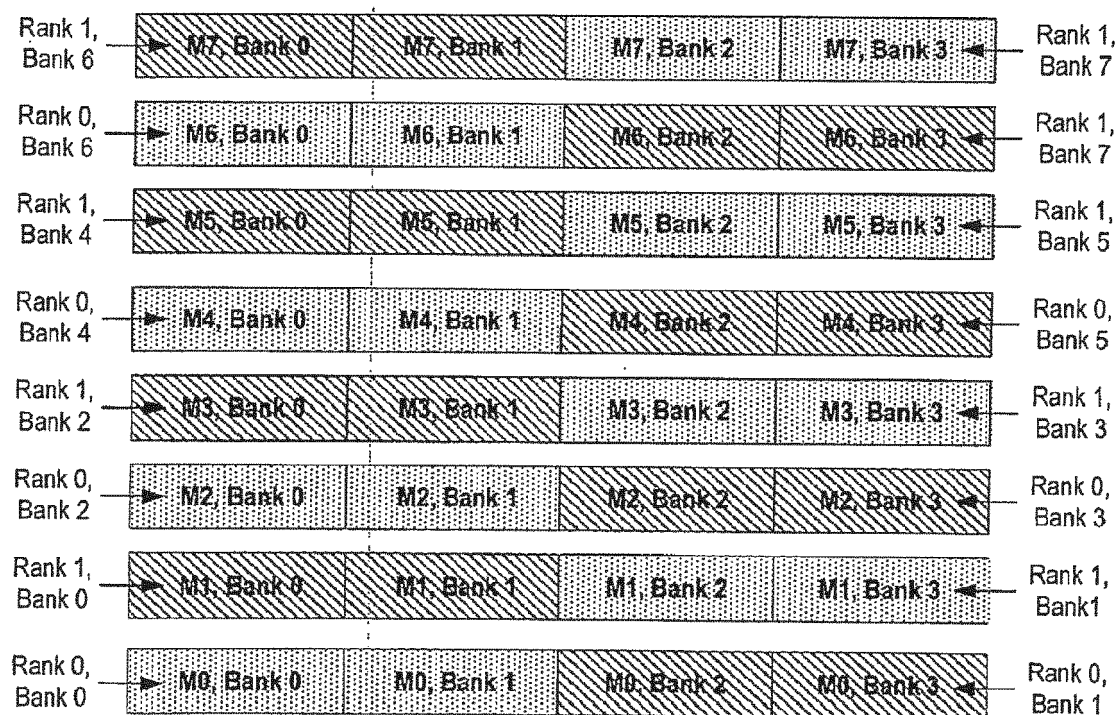 Rank 1,
Bank 6
M7, Bank 0
M7, Bank 1
M7, Bank 2
M7, Bank 3
Rank 1,
Bank 7
Rank 0,
Bank 6
M6, Bank 0
M6, Bank 1
M6, Bank 2
M6, Bank 3
Rank 1,
Bank 7
Rank 1,
Bank 4
M5, Bank 0
M5, Bank 1
M5, Bank 2
M5, Bank 3
Rank 1,
Bank 5
Rank 0,
Bank 4
M4, Bank 0
M4, Bank 1
M4, Bank 2
M4, Bank 3
Rank 0,
Bank 5
Rank 1,
Bank 2
M3, Bank 0
M3, Bank 1
M3, Bank 2
M3, Bank 3
Rank 1,
Bank 3
Rank 0,
Bank 2
M2, Bank 0
M2, Bank 1
M2, Bank 2
M2, Bank 3
Rank 0,
Bank 3
Rank 1,
Bank 0
M1, Bank 0
M1, Bank 1
M1, Bank 2
M1, Bank 3
Rank 1,
Bank1
Rank 0,
Bank 0
M0, Bank 0
M0, Bank 1
M0, Bank 2
M0, Bank 3
Rank 0,
Bank 1